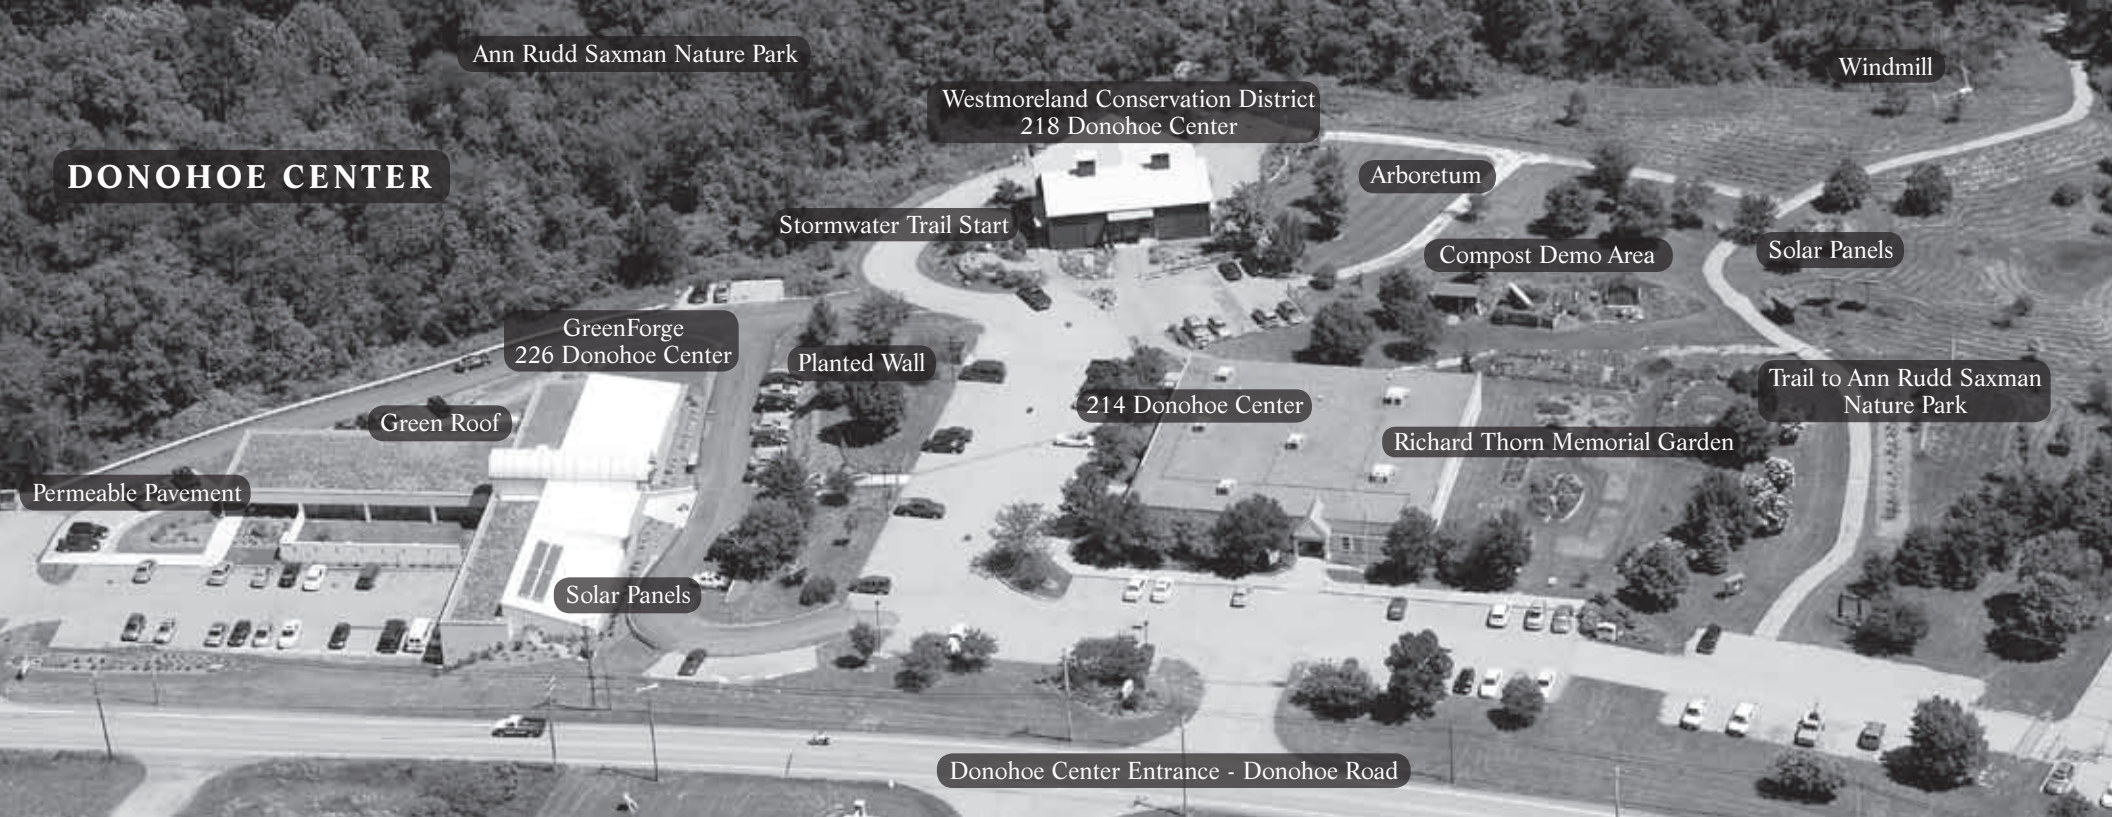 Ann Rudd Saxman Nature Park
Windmill
Westmoreland Conservation District
218 Donohoe Center
DONOHOE CENTER
Arboretum
Stormwater Trail Start
Compost Demo Area
Solar Panels
GreenForge
226 Donohoe Center
Planted Wall
Trail to Ann Rudd Saxman
Nature Park
214 Donohoe Center
Green Roof
Richard Thorn Memorial Garden
Permeable Pavement
Solar Panels
Donohoe Center Entrance - Donohoe Road